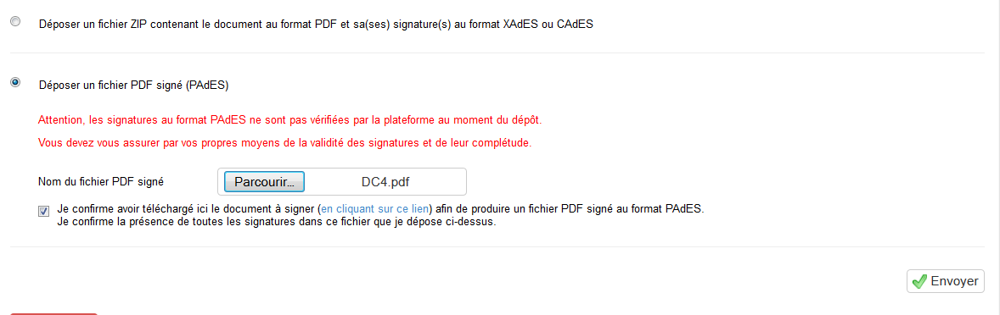 Déposer un fichier ZIP contenant le document au format PDF et sa(ses) signature(s) au format XAdES ou CAdES
Déposer un fichier PDF signé (PAdES)
Attention, les signatures au format PAdES ne sont pas vérifiées par la plateforme au moment du dépôt.
Vous devez vous assurer par vos propres moyens de la validité des signatures et de leur complétude.
Nom du fichier PDF signé
Parcourir...
DC4.pdf
Je confirme avoir téléchargé ici le document à signer (en cliquant sur ce lien) afin de produire un fichier PDF signé au format PAdES.
Je confirme la présence de toutes les signatures dans ce fichier que je dépose ci-dessus.
Envoyer